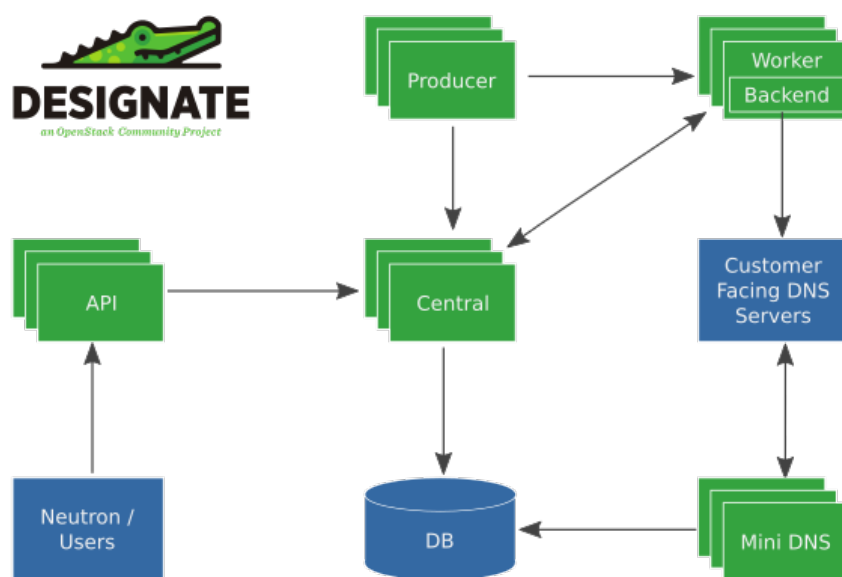 DESIGNATE
an OpenStack Community Project
Producer
Worker
Backend
API
Central
Customer
Facing DNS
Servers
Neutron /
Users
DB
Mini DNS